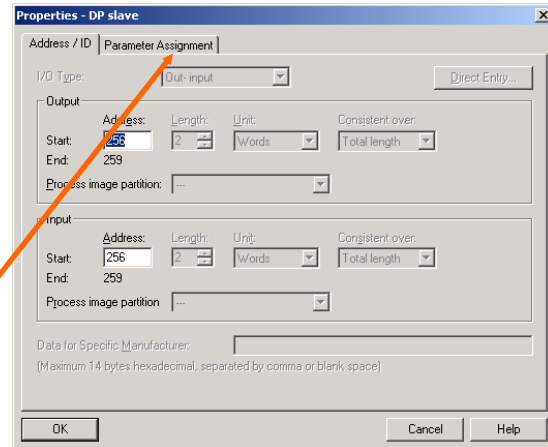 Properties - DP slave
Address / ID Parameter Assignment
I/O Type: Out- input Direct Entry...
Output
Address: Length: Unit: Consistent over:
Start: 256 2 Words Total length
End: 259
Process image partition: ---
Input
Address: Length: Unit: Consistent over:
Start: 256 2 Words Total length
End: 259
Process image partition ---
Data for Specific Manufacturer:
(Maximum 14 bytes hexadecimal, separated by comma or blank space)
OK Cancel Help